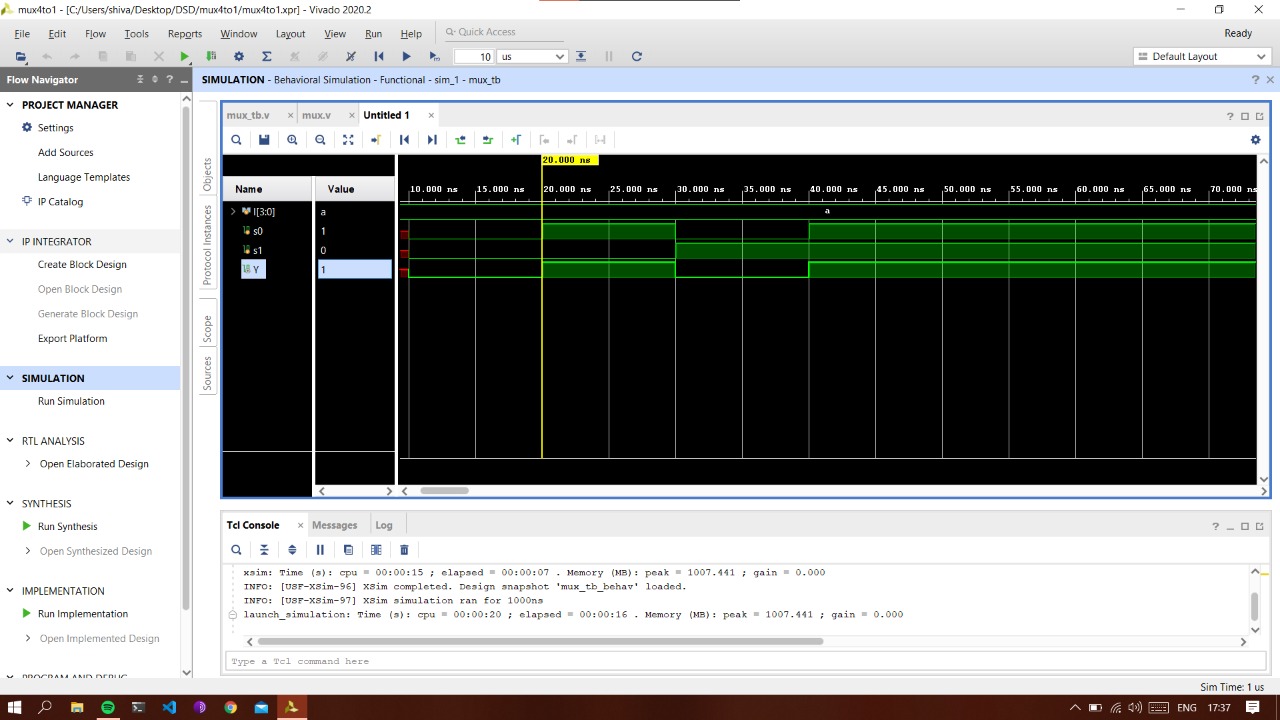 mux4to1 - [C:/Users/shiva/Desktop/DSD/mux4to1/mux4to1.xpr] - Vivado 2020.2
File Edit Flow Tools Reports Window Layout View Run Help Quick Access Ready
10 us Default Layout
Flow Navigator
SIMULATION - Behavioral Simulation - Functional - sim_1 - mux_tb
PROJECT MANAGER
Settings
Add Sources
Language Templates
IP Catalog
IP INTEGRATOR
Create Block Design
Open Block Design
Generate Block Design
Export Platform
SIMULATION
Run Simulation
RTL ANALYSIS
Open Elaborated Design
SYNTHESIS
Run Synthesis
Open Synthesized Design
IMPLEMENTATION
Run Implementation
Open Implemented Design
PROGRAM AND DEBUG
Objects
Protocol Instances
Scope
Sources
mux_tb.v mux.v Untitled 1
20.000 ns
Name Value 10.000 ns 15.000 ns 20.000 ns 25.000 ns 30.000 ns 35.000 ns 40.000 ns 45.000 ns 50.000 ns 55.000 ns 60.000 ns 65.000 ns 70.000 ns
I[3:0] a a
s0 1
s1 0
Y 1
Tcl Console Messages Log
xsim: Time (s): cpu = 00:00:15 ; elapsed = 00:00:07 . Memory (MB): peak = 1007.441 ; gain = 0.000
INFO: [USF-XSim-96] XSim completed. Design snapshot 'mux_tb_behav' loaded.
INFO: [USF-XSim-97] XSim simulation ran for 1000ns
launch_simulation: Time (s): cpu = 00:00:20 ; elapsed = 00:00:16 . Memory (MB): peak = 1007.441 ; gain = 0.000
Type a Tcl command here
Sim Time: 1 us
ENG 17:37